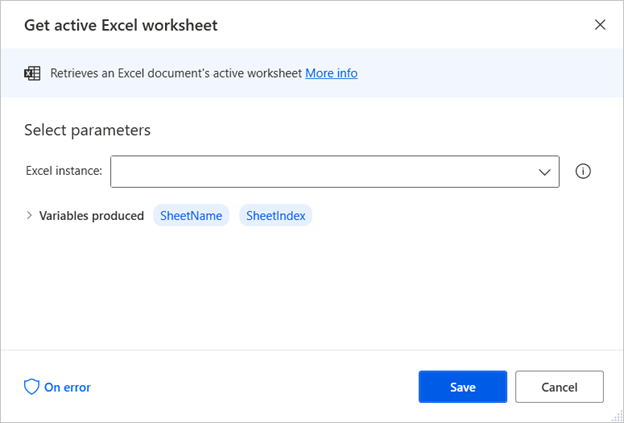 Get active Excel worksheet
Retrieves an Excel document's active worksheet More info
Select parameters
Excel instance:
Variables produced SheetName SheetIndex
On error Save Cancel